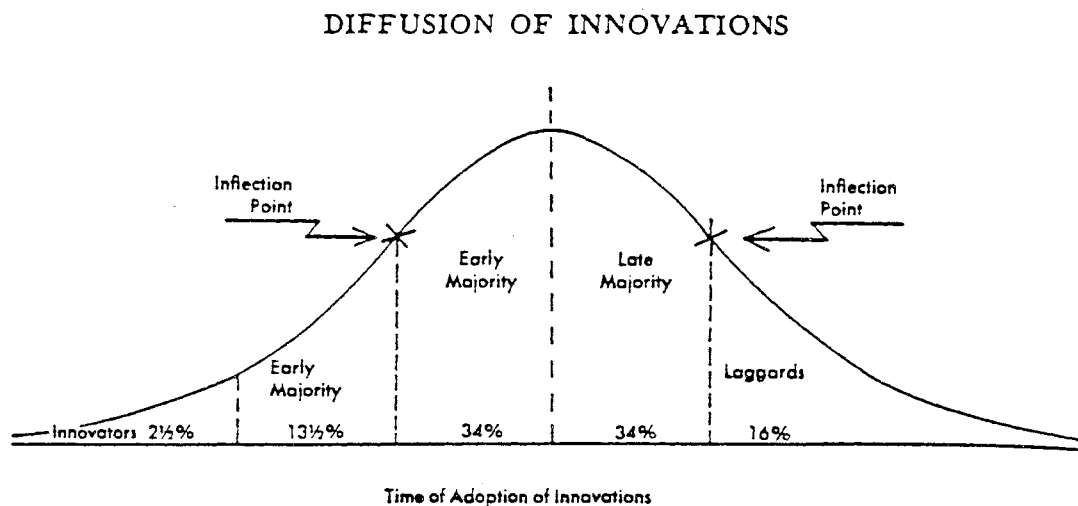 DIFFUSION OF INNOVATIONS
Inflection
Point
Inflection
Point
Early
Majority
Late
Majority
Early
Majority
Laggards
Innovators 2½% 13½% 34% 34% 16%
Time of Adoption of Innovations